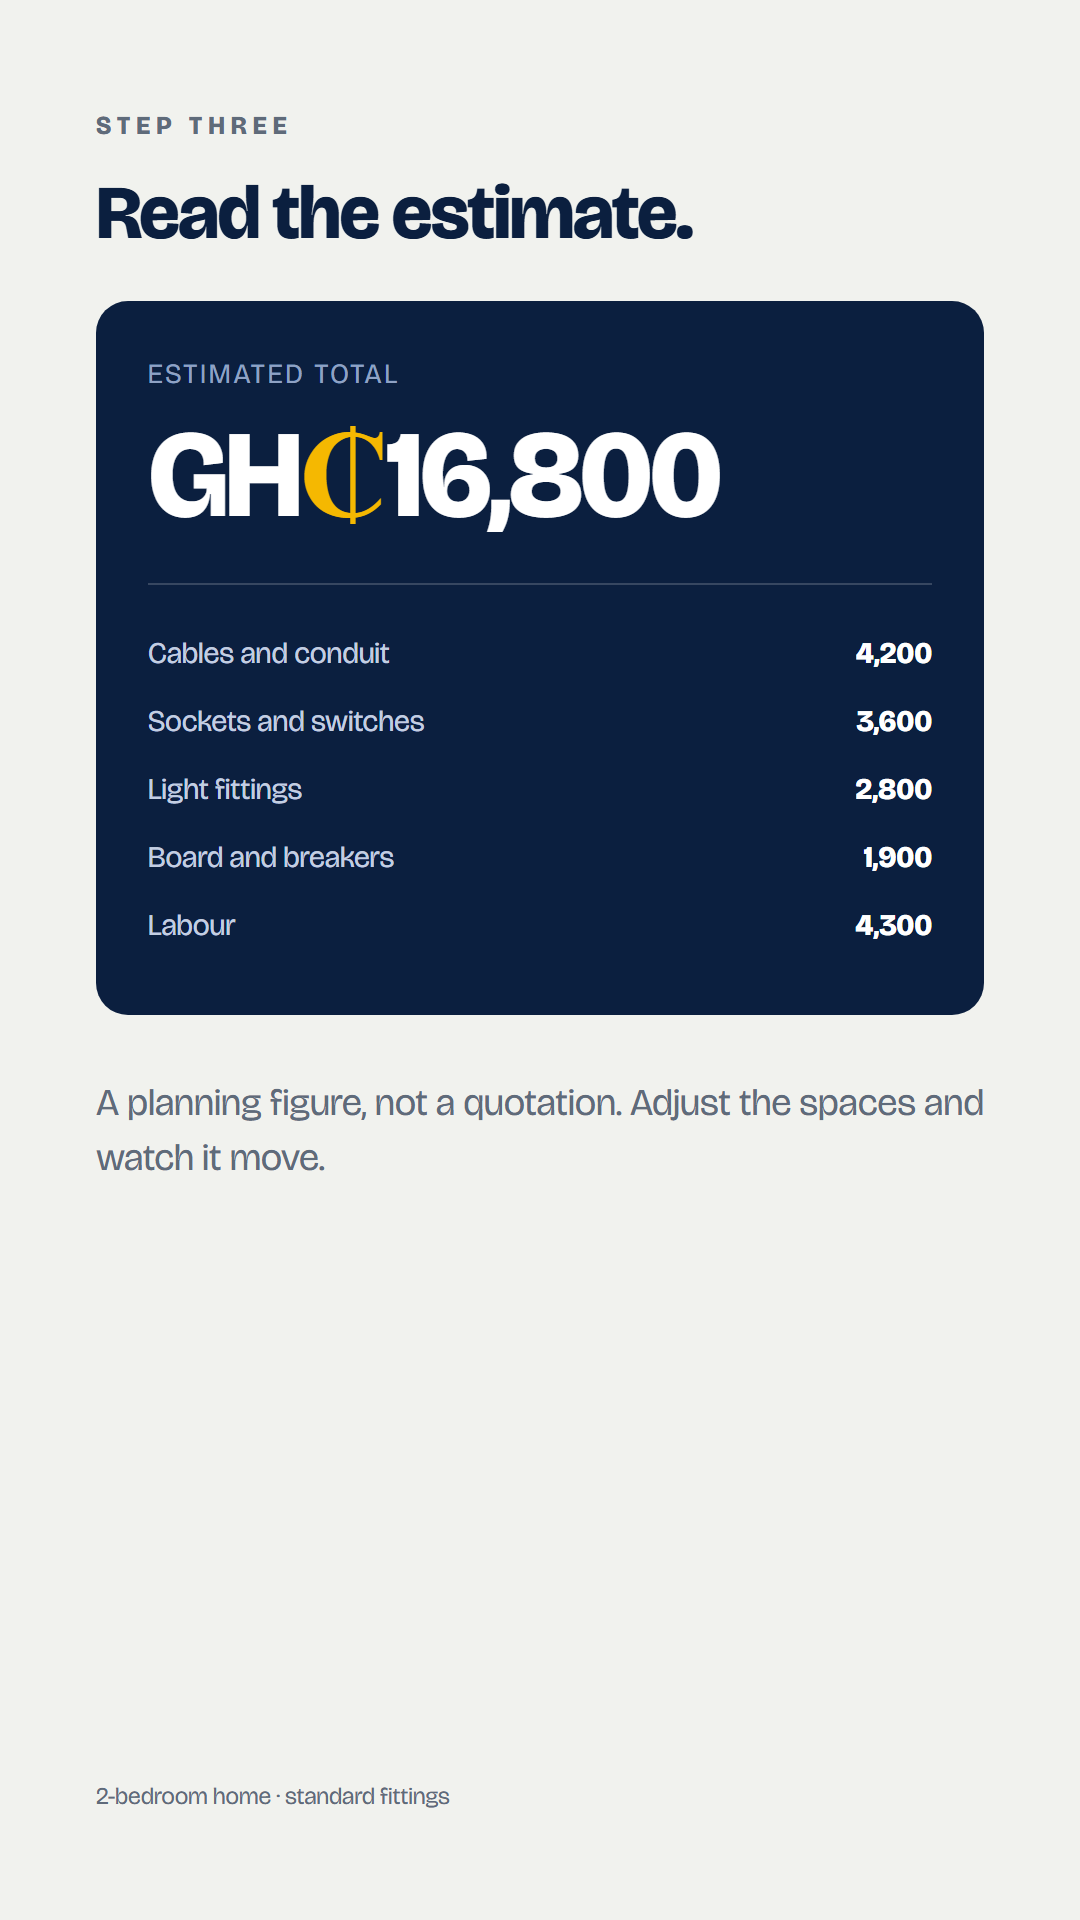 STEP THREE
Read the estimate.
ESTIMATED TOTAL
GH₵16,800
Cables and conduit 4,200
Sockets and switches 3,600
Light fittings 2,800
Board and breakers 1,900
Labour 4,300
A planning figure, not a quotation. Adjust the spaces and
watch it move.
2-bedroom home · standard fittings